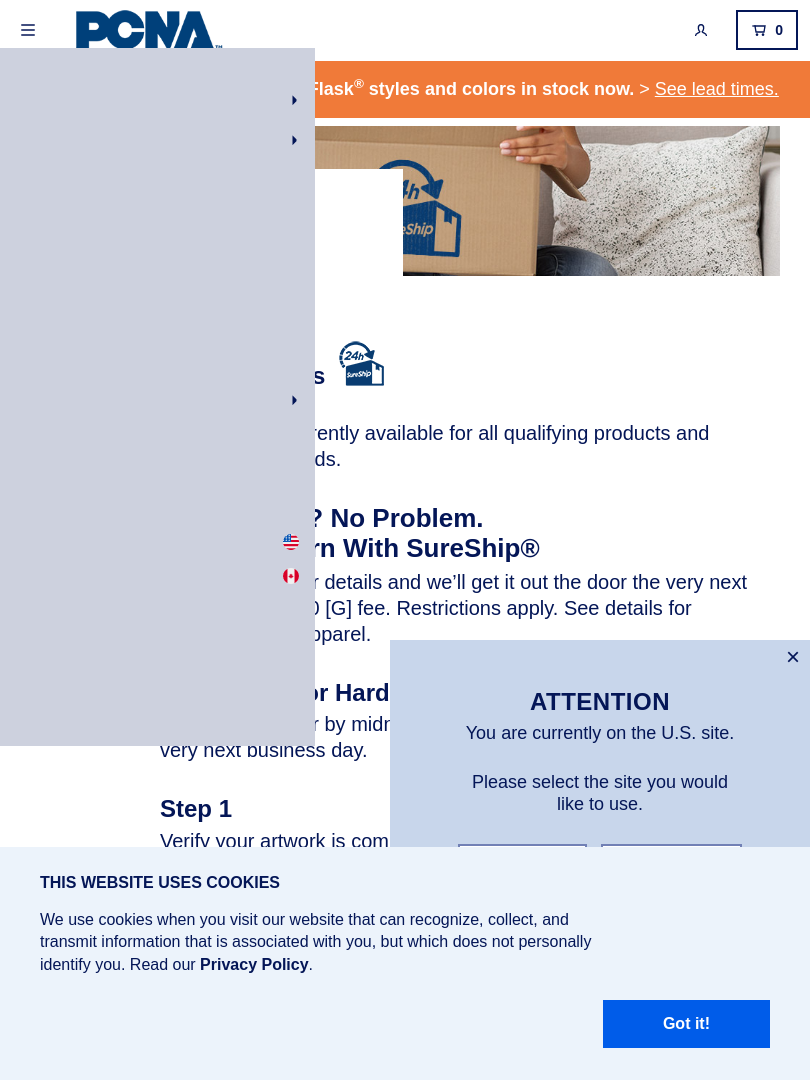 PCNA™
0
Flask® styles and colors in stock now. > See lead times.
24h
SureShip
s
24h
SureShip
rently available for all qualifying products and
ds.
? No Problem.
rn With SureShip®
r details and we’ll get it out the door the very next
0 [G] fee. Restrictions apply. See details for
pparel.
or Hard
r by midn
very next business day.
Step 1
Verify your artwork is com
×
ATTENTION
You are currently on the U.S. site.
Please select the site you would
like to use.
THIS WEBSITE USES COOKIES
We use cookies when you visit our website that can recognize, collect, and
transmit information that is associated with you, but which does not personally
identify you. Read our Privacy Policy.
Got it!